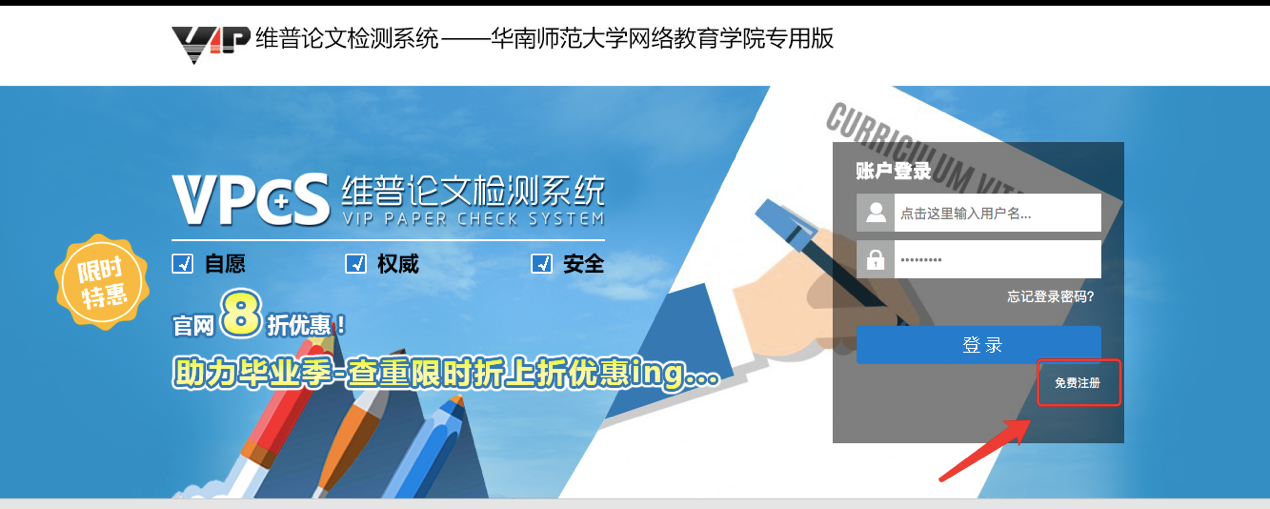 VIP 维普论文检测系统——华南师范大学网络教育学院专用版
CURRICULUM VIT
账户登录
点击这里输入用户名...
•••••••••
忘记登录密码?
登录
免费注册
VPCS 维普论文检测系统
VIP PAPER CHECK SYSTEM
自愿 权威 安全
限时
特惠
官网8折优惠！
助力毕业季-查重限时折上折优惠ing...